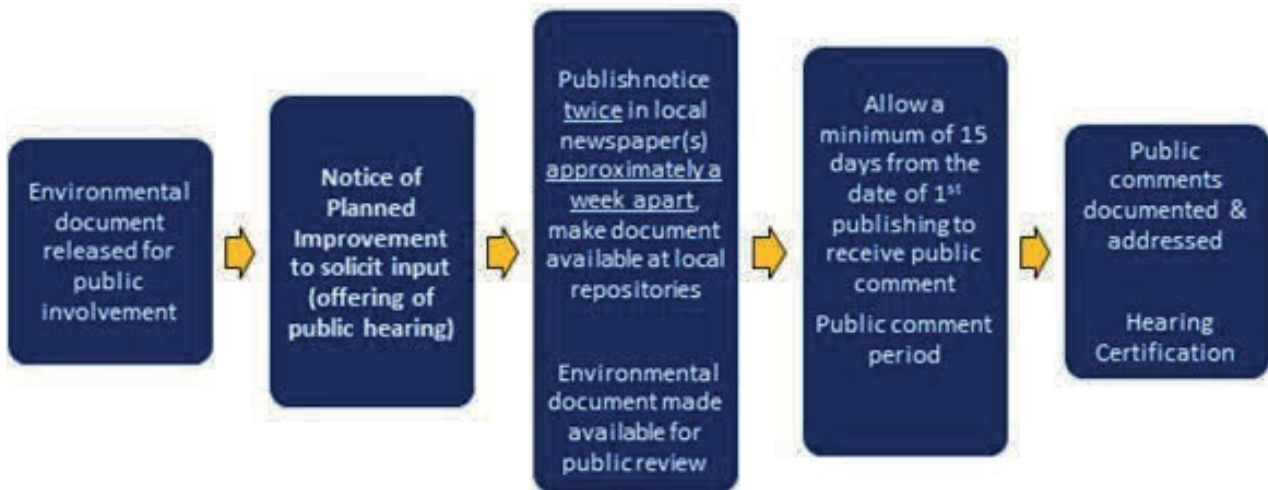 Environmental
document
released for
public
involvement
Notice of
Planned
Improvement
to solicit input
(offering of
public hearing)
Publish notice
twice in local
newspaper(s)
approximately a
week apart,
make document
available at local
repositories
Environmental
document made
available for
public review
Allow a
minimum of 15
days from the
date of 1st
publishing to
receive public
comment
Public comment
period
Public
comments
documented &
addressed
Hearing
Certification